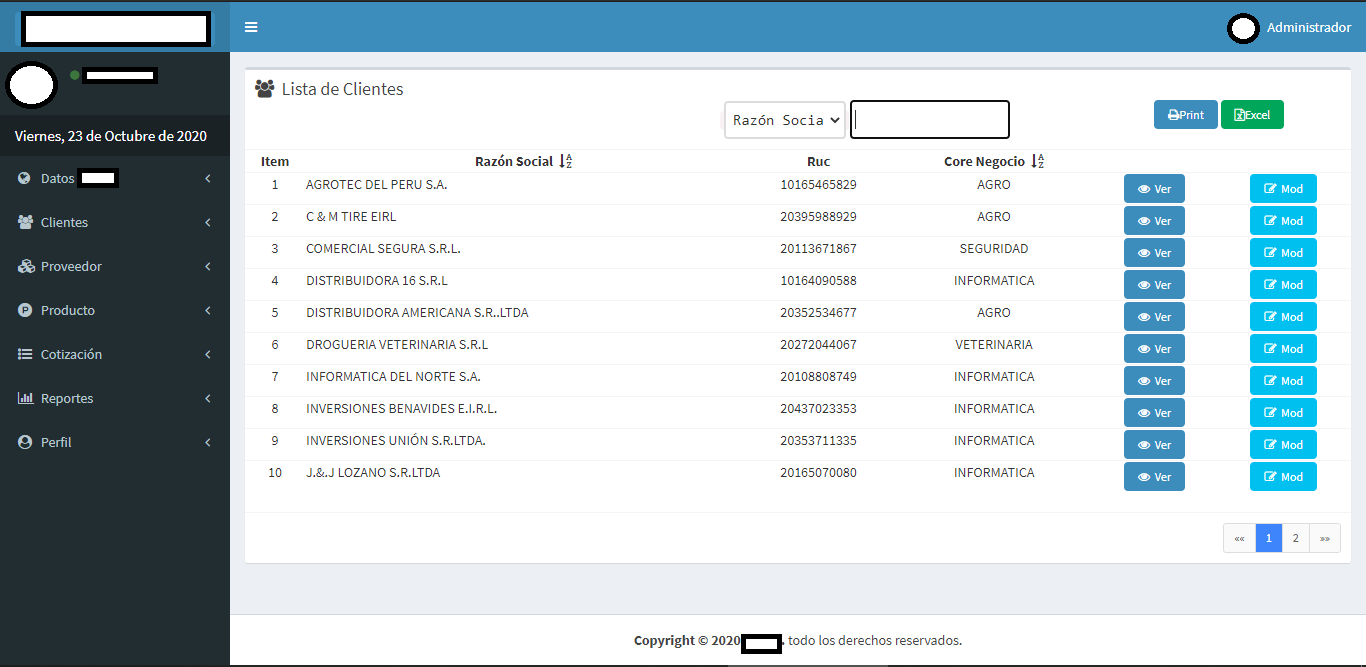 Administrador
Viernes, 23 de Octubre de 2020
Datos
Clientes
Proveedor
Producto
Cotización
Reportes
Perfil
Lista de Clientes
Razón Socia
Print Excel
Item Razón Social Ruc Core Negocio
1 AGROTEC DEL PERU S.A. 10165465829 AGRO Ver Mod
2 C & M TIRE EIRL 20395988929 AGRO Ver Mod
3 COMERCIAL SEGURA S.R.L. 20113671867 SEGURIDAD Ver Mod
4 DISTRIBUIDORA 16 S.R.L 10164090588 INFORMATICA Ver Mod
5 DISTRIBUIDORA AMERICANA S.R..LTDA 20352534677 AGRO Ver Mod
6 DROGUERIA VETERINARIA S.R.L 20272044067 VETERINARIA Ver Mod
7 INFORMATICA DEL NORTE S.A. 20108808749 INFORMATICA Ver Mod
8 INVERSIONES BENAVIDES E.I.R.L. 20437023353 INFORMATICA Ver Mod
9 INVERSIONES UNIÓN S.R.LTDA. 20353711335 INFORMATICA Ver Mod
10 J.&.J LOZANO S.R.LTDA 20165070080 INFORMATICA Ver Mod
«« 1 2 »»
Copyright © 2020 . todo los derechos reservados.